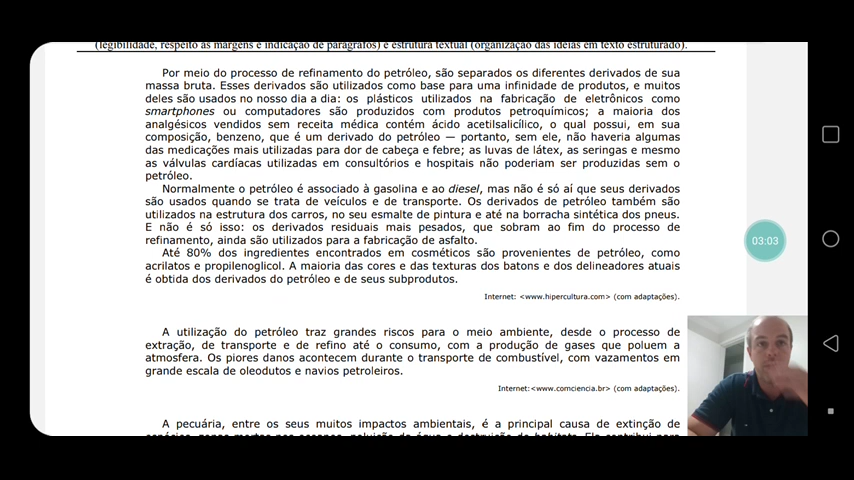 (legibilidade, respeito às margens e indicação de parágrafos) e estrutura textual (organização das ideias em texto estruturado).
Por meio do processo de refinamento do petróleo, são separados os diferentes derivados de sua
massa bruta. Esses derivados são utilizados como base para uma infinidade de produtos, e muitos
deles são usados no nosso dia a dia: os plásticos utilizados na fabricação de eletrônicos como
smartphones ou computadores são produzidos com produtos petroquímicos; a maioria dos
analgésicos vendidos sem receita médica contém ácido acetilsalicílico, o qual possui, em sua
composição, benzeno, que é um derivado do petróleo — portanto, sem ele, não haveria algumas
das medicações mais utilizadas para dor de cabeça e febre; as luvas de látex, as seringas e mesmo
as válvulas cardíacas utilizadas em consultórios e hospitais não poderiam ser produzidas sem o
petróleo.
Normalmente o petróleo é associado à gasolina e ao diesel, mas não é só aí que seus derivados
são usados quando se trata de veículos e de transporte. Os derivados de petróleo também são
utilizados na estrutura dos carros, no seu esmalte de pintura e até na borracha sintética dos pneus.
E não é só isso: os derivados residuais mais pesados, que sobram ao fim do processo de
refinamento, ainda são utilizados para a fabricação de asfalto.
Até 80% dos ingredientes encontrados em cosméticos são provenientes de petróleo, como
acrilatos e propilenoglicol. A maioria das cores e das texturas dos batons e dos delineadores atuais
é obtida dos derivados do petróleo e de seus subprodutos.
Internet: <www.hipercultura.com> (com adaptações).
A utilização do petróleo traz grandes riscos para o meio ambiente, desde o processo de
extração, de transporte e de refino até o consumo, com a produção de gases que poluem a
atmosfera. Os piores danos acontecem durante o transporte de combustível, com vazamentos em
grande escala de oleodutos e navios petroleiros.
Internet:<www.comciencia.br> (com adaptações).
A pecuária, entre os seus muitos impactos ambientais, é a principal causa de extinção de
espécies, zonas mortas nos oceanos, poluição da água e destruição de habitats. Ela contribui para
03:03